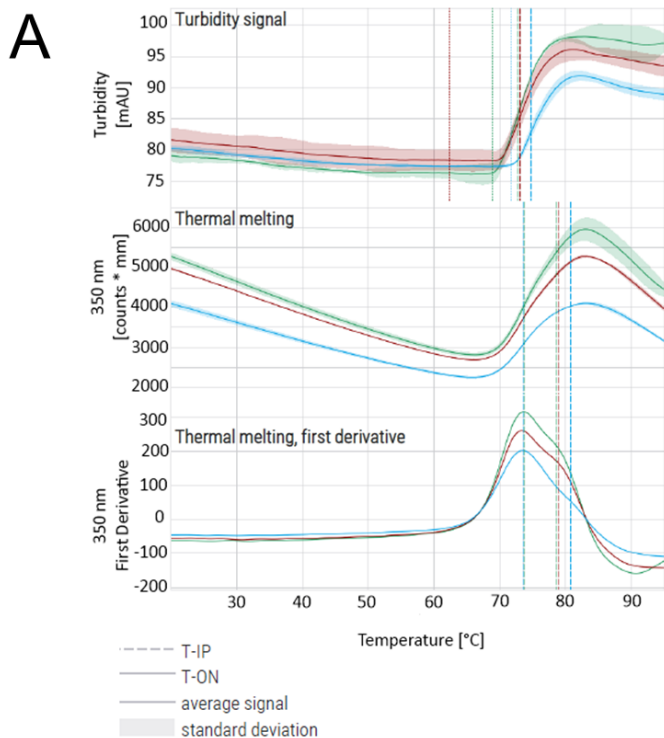 A
Turbidity signal
Turbidity
[mAU]
100
95
90
85
80
75
Thermal melting
350 nm
[counts * mm]
6000
5000
4000
3000
2000
Thermal melting, first derivative
350 nm
First Derivative
300
200
100
0
-100
-200
30
40
50
60
70
80
90
Temperature [°C]
T-IP
T-ON
average signal
standard deviation